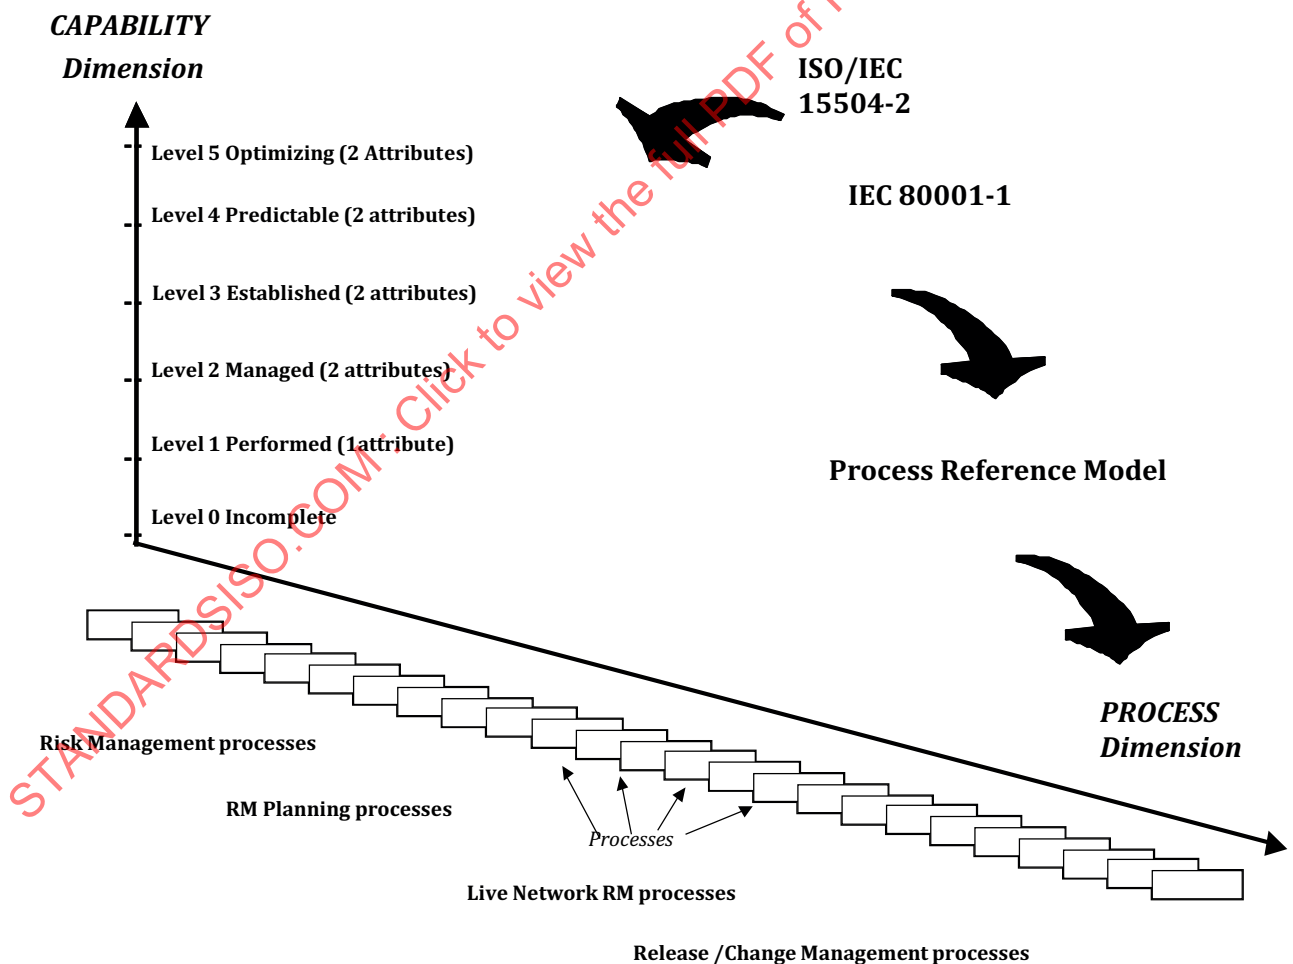 CAPABILITY
Dimension
ISO/IEC
15504-2
Level 5 Optimizing (2 Attributes)
IEC 80001-1
Level 4 Predictable (2 attributes)
Level 3 Established (2 attributes)
Level 2 Managed (2 attributes)
Level 1 Performed (1attribute)
Process Reference Model
Level 0 Incomplete
PROCESS
Dimension
Risk Management processes
RM Planning processes
Processes
Live Network RM processes
Release /Change Management processes
STANDARDSISO.COM : Click to view the full PDF of